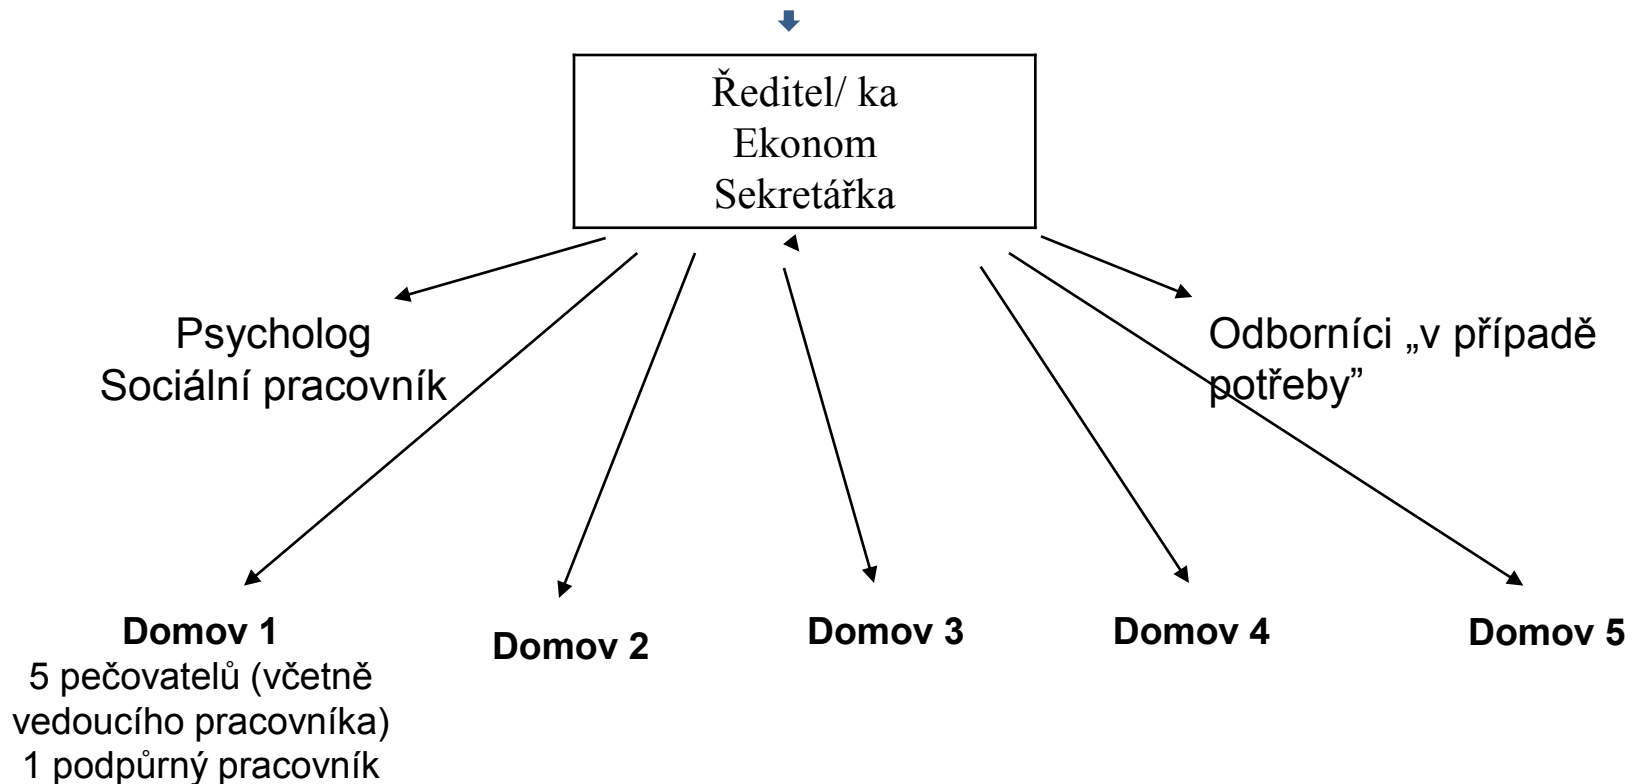 Ředitel/ ka
Ekonom
Sekretářka
Psycholog
Sociální pracovník
Odborníci „v případě
potřeby”
Domov 1
5 pečovatelů (včetně
vedoucího pracovníka)
1 podpůrný pracovník
Domov 2
Domov 3
Domov 4
Domov 5